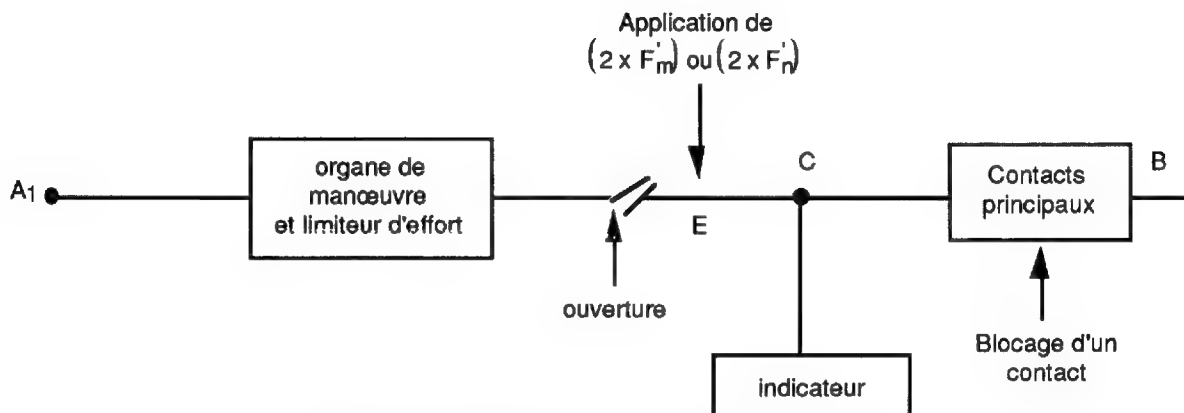 Application de
(2 x F'm) ou (2 x F'n)
organe de
manœuvre
et limiteur d'effort
A1
C
B
Contacts
principaux
E
ouverture
Blocage d'un
contact
indicateur